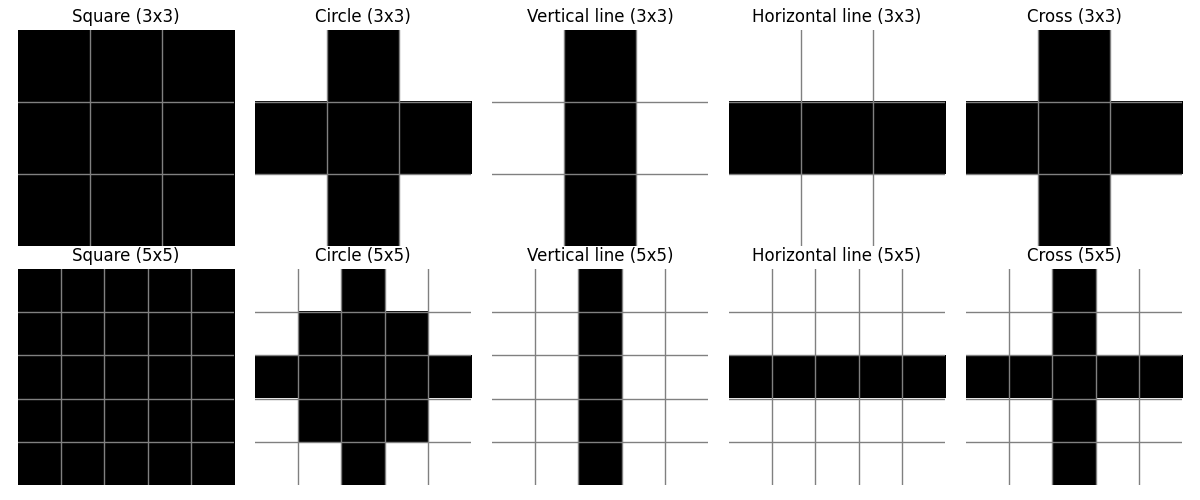 Square (3x3)
Circle (3x3)
Vertical line (3x3)
Horizontal line (3x3)
Cross (3x3)
Square (5x5)
Circle (5x5)
Vertical line (5x5)
Horizontal line (5x5)
Cross (5x5)